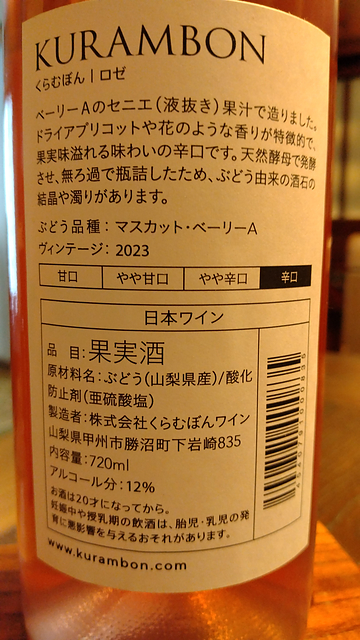 KURAMBON
くらむぼん | ロゼ
ベーリーAのセニエ（液抜き）果汁で造りました。
ドライアプリコットや花のような香りが特徴的で、
果実味溢れる味わいの辛口です。天然酵母で発酵
させ、無ろ過で瓶詰したため、ぶどう由来の酒石の
結晶や濁りがあります。
ぶどう品種：マスカット・ベーリーA
ヴィンテージ：2023
甘口 やや甘口 やや辛口 辛口
日本ワイン
品 目：果実酒
原材料名：ぶどう（山梨県産）/酸化
防止剤（亜硫酸塩）
製造者：株式会社くらむぼんワイン
山梨県甲州市勝沼町下岩崎835
内容量：720ml
アルコール分：12%
お酒は20才になってから。
妊娠中や授乳期の飲酒は、胎児・乳児の発
育に悪影響を与えるおそれがあります。
www.kurambon.com